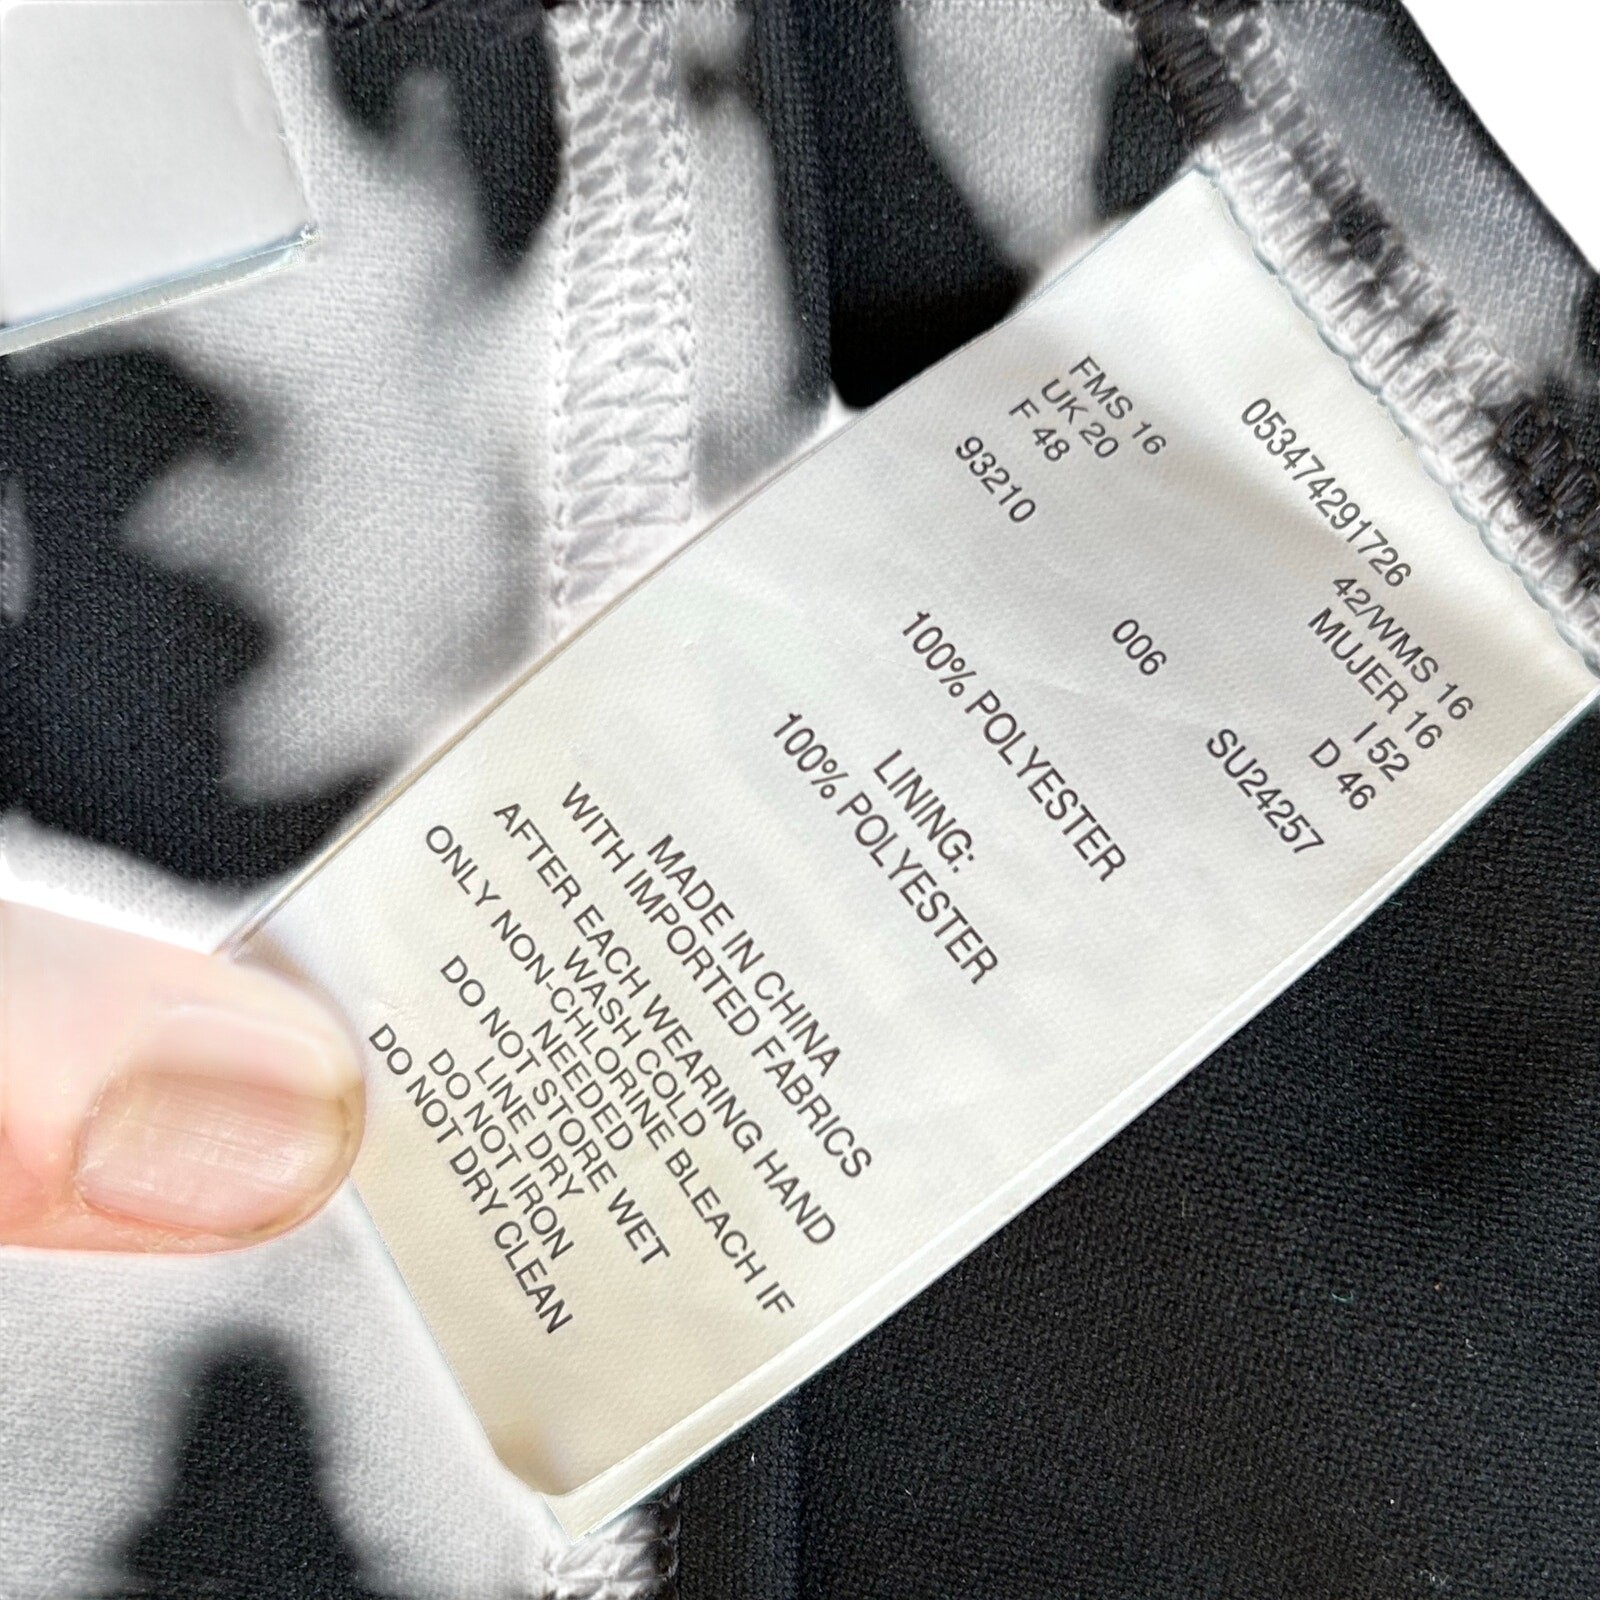 053474291726
42/WMS 16
FMS 16 MUJER 16
UK 20 I 52
F 48 D 46
93210 SU24257
006
100% POLYESTER
LINING:
100% POLYESTER
MADE IN CHINA
WITH IMPORTED FABRICS
AFTER EACH WEARING HAND
WASH COLD
ONLY NON-CHLORINE BLEACH IF
NEEDED
DO NOT STORE WET
LINE DRY
DO NOT IRON
DO NOT DRY CLEAN